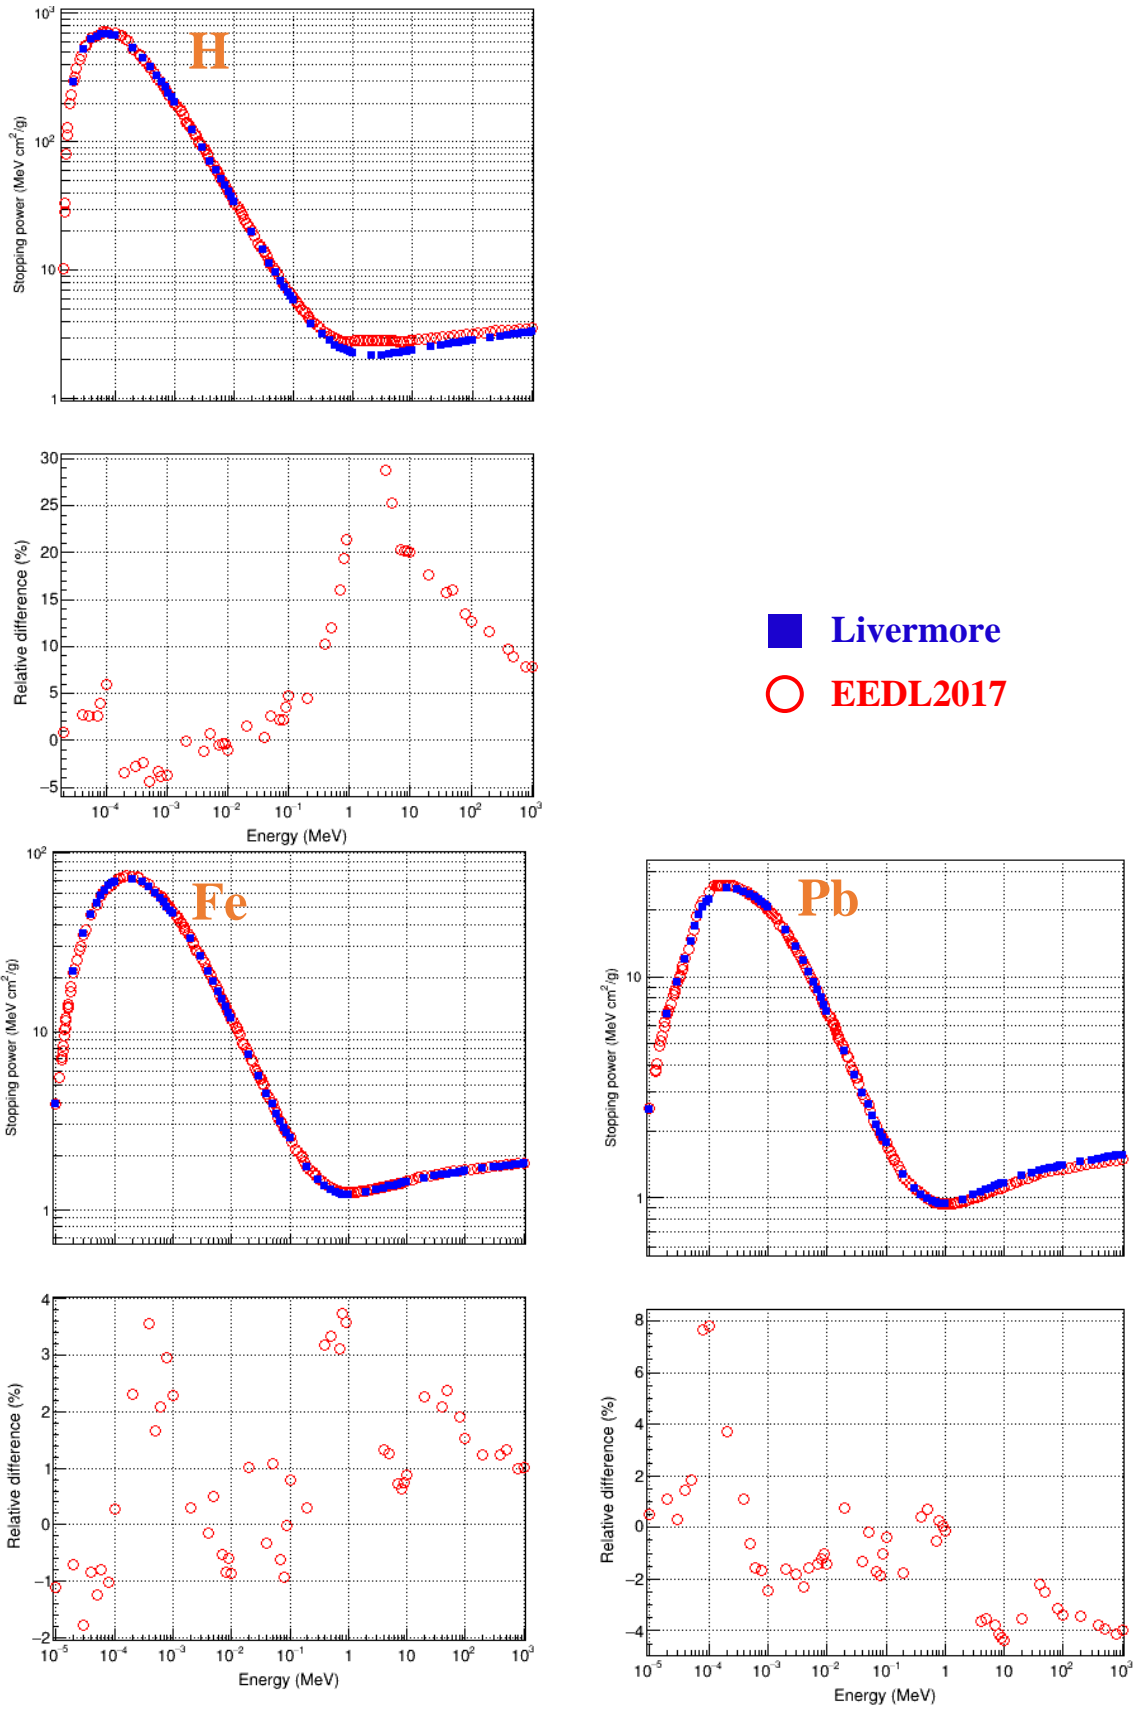 H
Stopping power (MeV cm²/g)
10³
10²
10
1
Relative difference (%)
30
25
20
15
10
5
0
−5
10⁻⁴ 10⁻³ 10⁻² 10⁻¹ 1 10 10² 10³
Energy (MeV)
Livermore
EEDL2017
Fe
Stopping power (MeV cm²/g)
10²
10
1
Relative difference (%)
4
3
2
1
0
−1
−2
10⁻⁵ 10⁻⁴ 10⁻³ 10⁻² 10⁻¹ 1 10 10² 10³
Energy (MeV)
Pb
Stopping power (MeV cm²/g)
10
1
Relative difference (%)
8
6
4
2
0
−2
−4
10⁻⁵ 10⁻⁴ 10⁻³ 10⁻² 10⁻¹ 1 10 10² 10³
Energy (MeV)